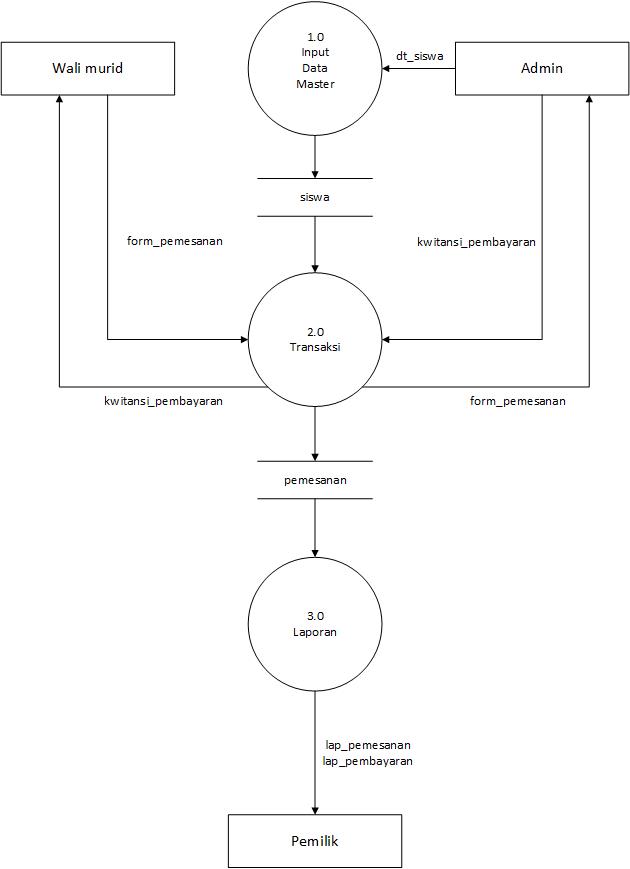 1.0
Input
Data
Master
Wali murid
dt_siswa
Admin
siswa
form_pemesanan
kwitansi_pembayaran
2.0
Transaksi
kwitansi_pembayaran
form_pemesanan
pemesanan
3.0
Laporan
lap_pemesanan
lap_pembayaran
Pemilik